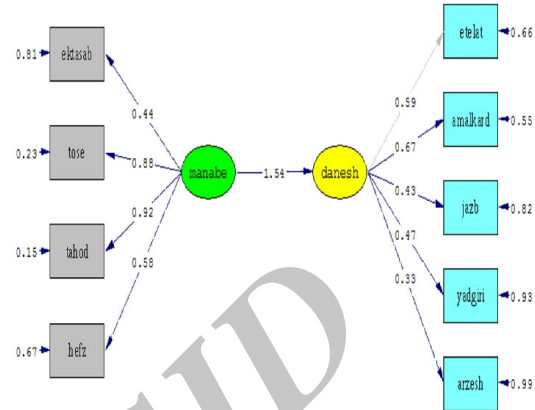 0.81
ektasab
0.44
0.23
tose
0.88
0.92
0.15
tahod
0.58
0.67
hefz
manabe
1.54
danesh
0.59
etelat
0.66
0.67
amalkard
0.55
0.43
jazb
0.82
0.47
yadgiri
0.93
0.33
arzesh
0.99
SID